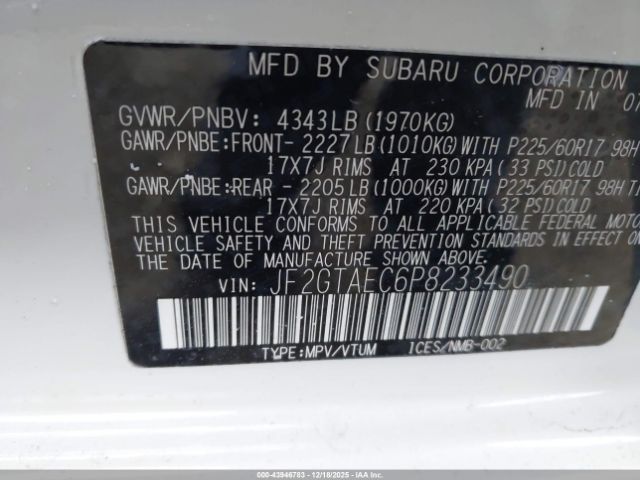 MFD BY SUBARU CORPORATION
MFD IN 07
GVWR/PNBV: 4343LB(1970KG)
GAWR/PNBE:FRONT- 2227LB(1010KG)WITH P225/60R17 98H
17X7J RIMS AT 230 KPA(33 PSI)COLD
GAWR/PNBE:REAR - 2205LB(1000KG)WITH P225/60R17 98H T
17X7J RIMS AT 220 KPA(32 PSI)COLD
THIS VEHICLE CONFORMS TO ALL APPLICABLE FEDERAL MOTO
VEHICLE SAFETY AND THEFT PREVENTION STANDARDS IN EFFECT ON
THE DATE OF MANUFACTURE SHOWN ABOVE.
VIN: JF2GTAEC6P8233490
TYPE:MPV/VTUM ICES/NMB-002
000-43946783 - 12/18/2025 - IAAI.CA